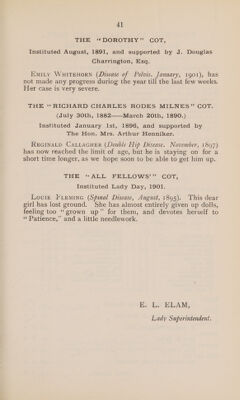 41
THE "DOROTHY" COT,
Instituted August, 1891, and supported by J. Douglas
Charrington, Esq.
EMILY WHITEHORN (Disease of Pelvis, January, 1901), has
not made any progress during the year till the last few weeks.
Her case is very severe.
THE "RICHARD CHARLES RODES MILNES" COT.
(July 30th, 1882—March 20th, 1890.)
Instituted January 1st, 1896, and supported by
The Hon. Mrs. Arthur Henniker.
REGINALD CALLAGHER (Double Hip Disease, November, 1897)
has now reached the limit of age, but he is staying on for a
short time longer, as we hope soon to be able to get him up.
THE "ALL FELLOWS'" COT,
Instituted Lady Day, 1901.
LOUIE FLEMING (Spinal Disease, August, 1895). This dear
girl has lost ground. She has almost entirely given up dolls,
feeling too "grown up" for them, and devotes herself to
"Patience," and a little needlework.
E. L. ELAM,
Lady Superintendent.